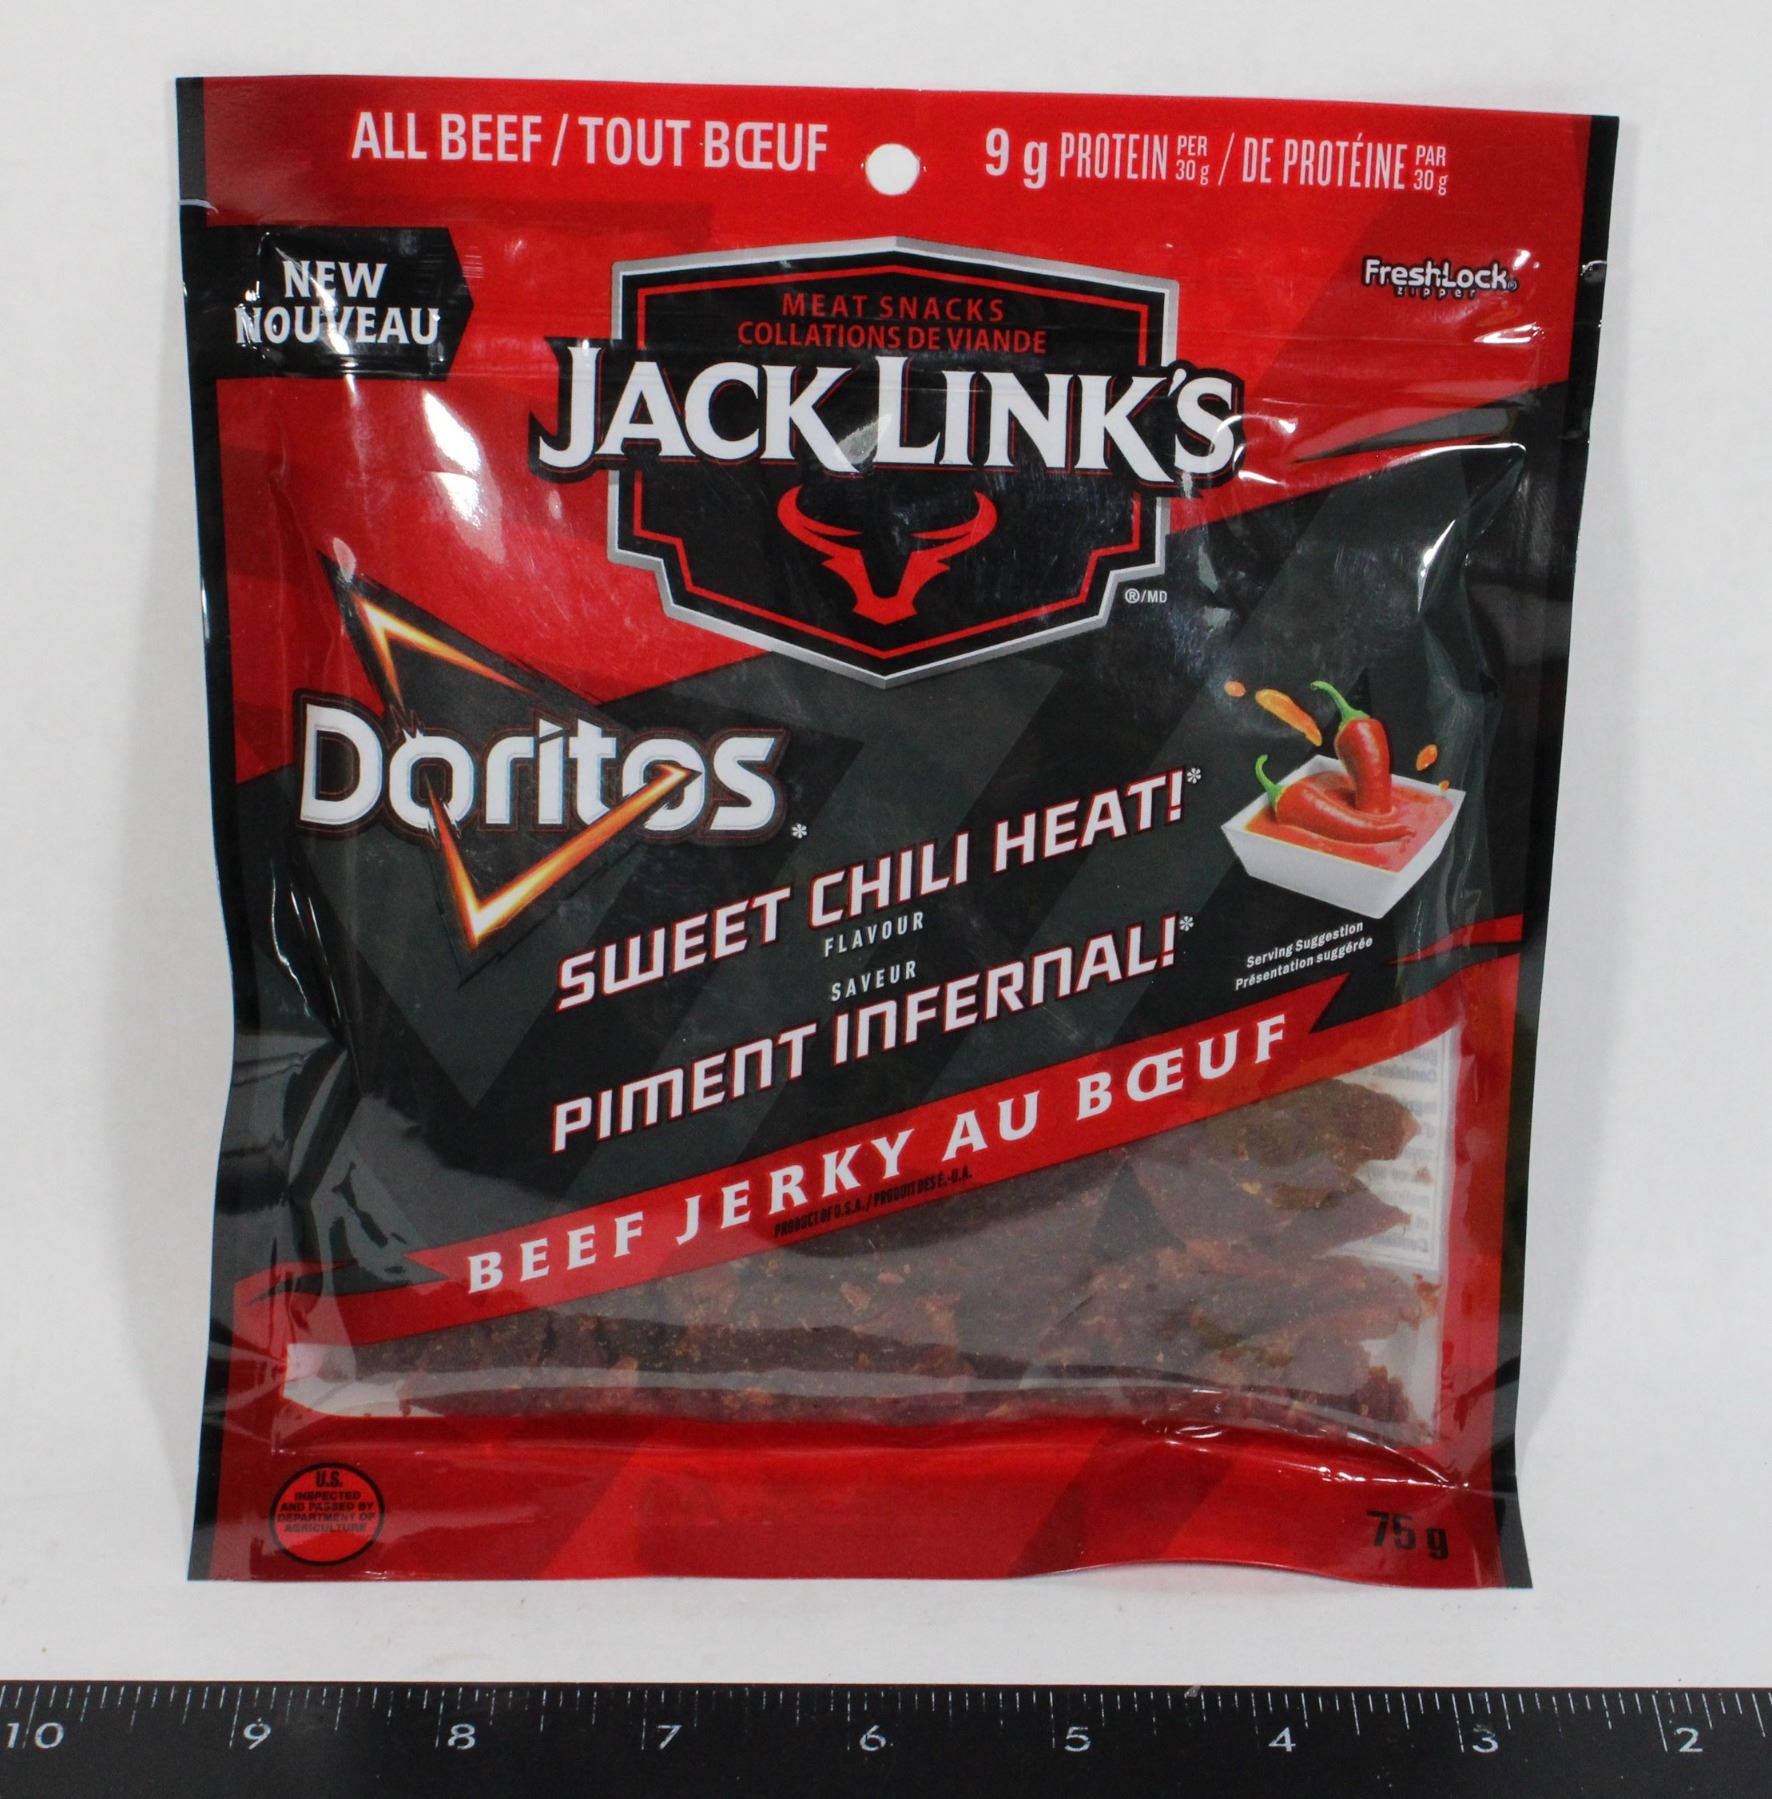 ALL BEEF / TOUT BŒUF
9 g PROTEIN PER 30 g / DE PROTÉINE PAR 30 g
NEW
NOUVEAU
FreshLock®
zipper
MEAT SNACKS
COLLATIONS DE VIANDE
JACK LINK'S
®/MD
Doritos*
SWEET CHILI HEAT!*
FLAVOUR
SAVEUR
PIMENT INFERNAL!*
Serving Suggestion
Présentation suggérée
BEEF JERKY AU BŒUF
PRODUCT OF U.S.A. / PRODUIT DES É.-U.A.
U.S.
INSPECTED
AND PASSED BY
DEPARTMENT OF
AGRICULTURE
75 g
10 9 8 7 6 5 4 3 2